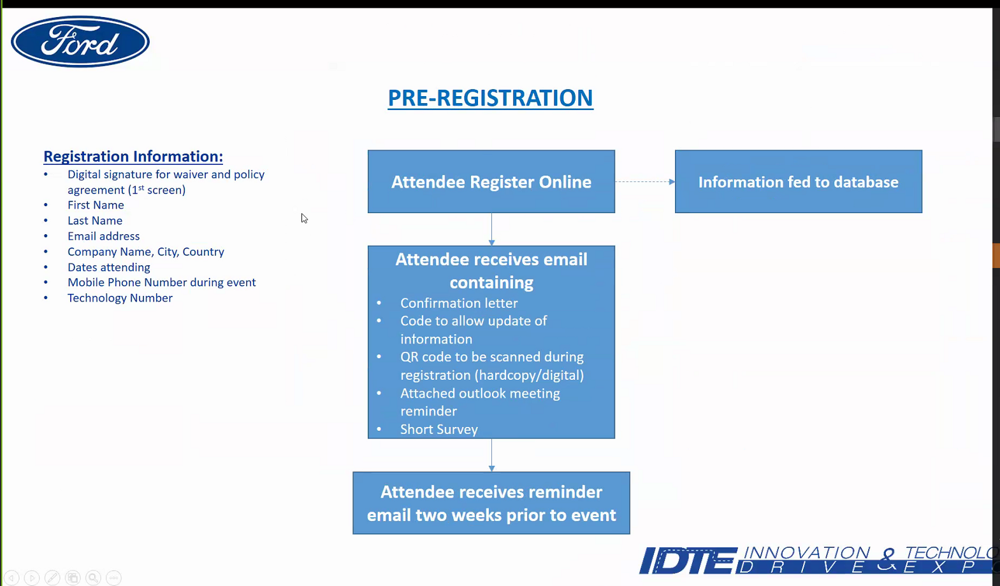 Ford
PRE-REGISTRATION
Registration Information:
• Digital signature for waiver and policy
agreement (1st screen)
• First Name
• Last Name
• Email address
• Company Name, City, Country
• Dates attending
• Mobile Phone Number during event
• Technology Number
Attendee Register Online
Information fed to database
Attendee receives email
containing
• Confirmation letter
• Code to allow update of
information
• QR code to be scanned during
registration (hardcopy/digital)
• Attached outlook meeting
reminder
• Short Survey
Attendee receives reminder
email two weeks prior to event
IDTE INNOVATION & TECHNOLO
DRIVE & EXPO